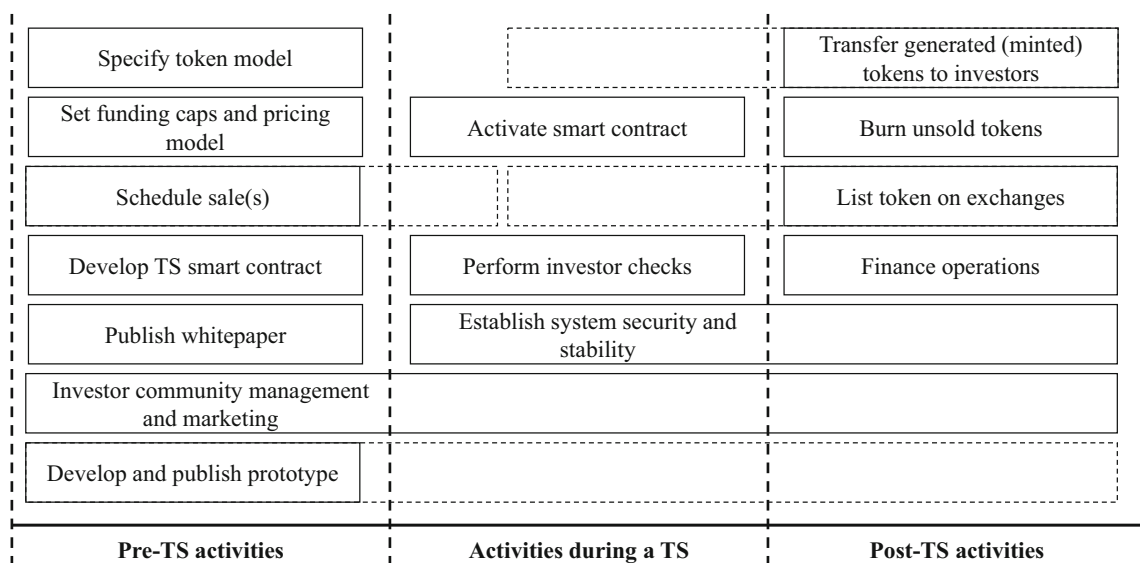 Specify token model
Transfer generated (minted)
tokens to investors
Set funding caps and pricing
model
Activate smart contract
Burn unsold tokens
Schedule sale(s)
List token on exchanges
Develop TS smart contract
Perform investor checks
Finance operations
Publish whitepaper
Establish system security and
stability
Investor community management
and marketing
Develop and publish prototype
Pre-TS activities
Activities during a TS
Post-TS activities